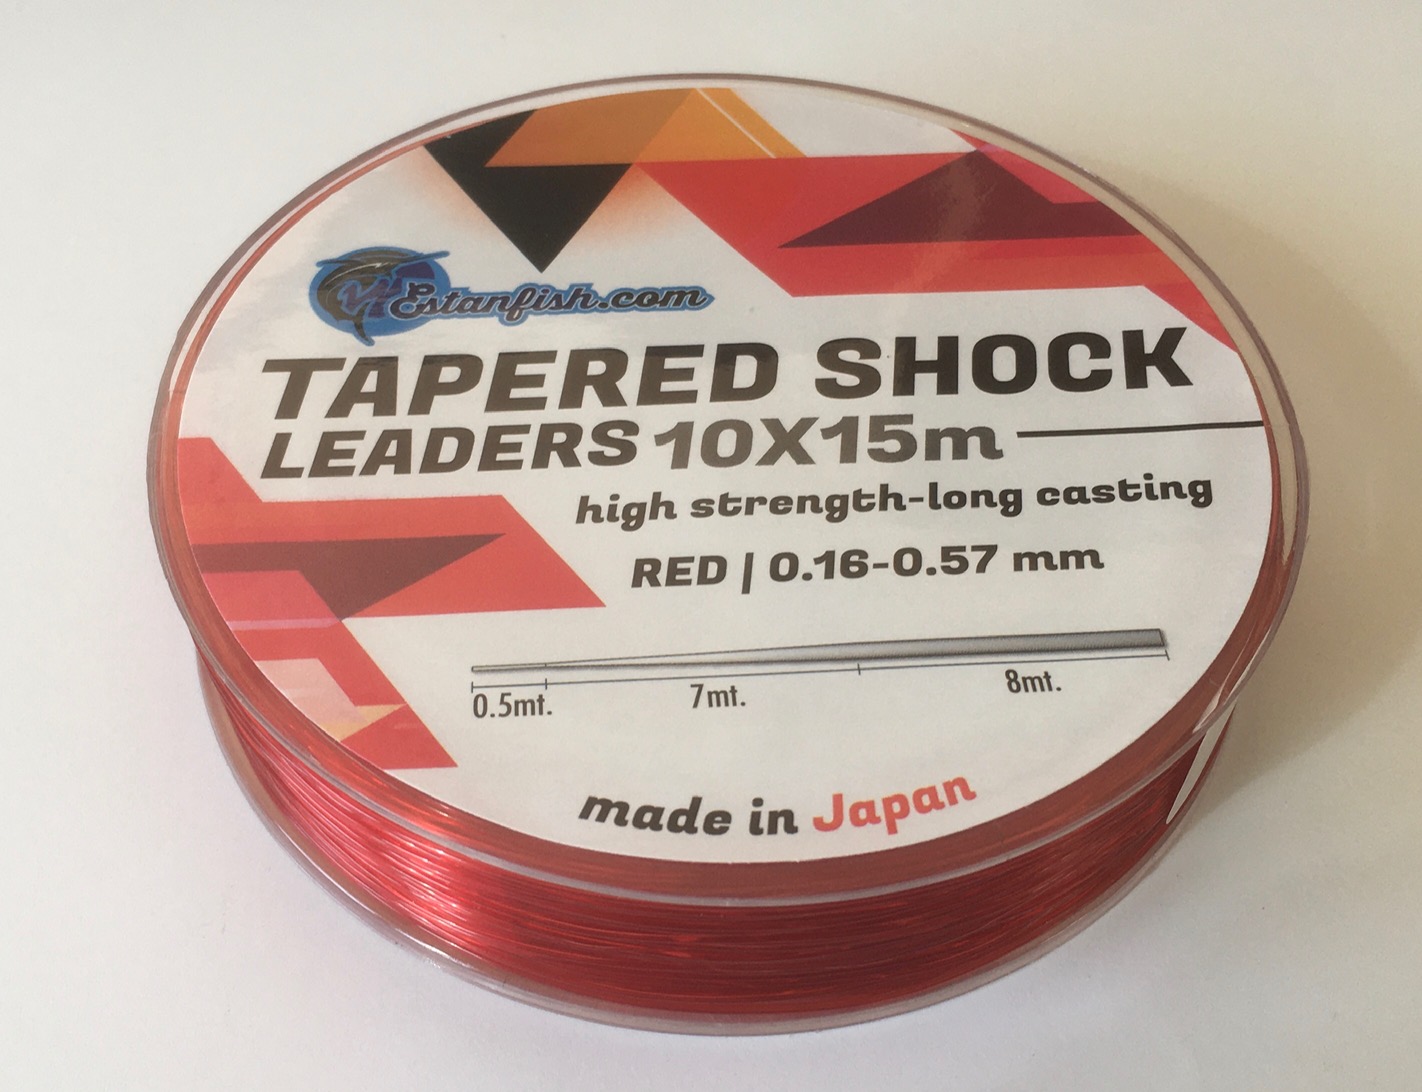 WEstanfish.com
TAPERED SHOCK
LEADERS 10X15m
high strength-long casting
RED | 0.16-0.57 mm
0.5mt. 7mt. 8mt.
made in Japan